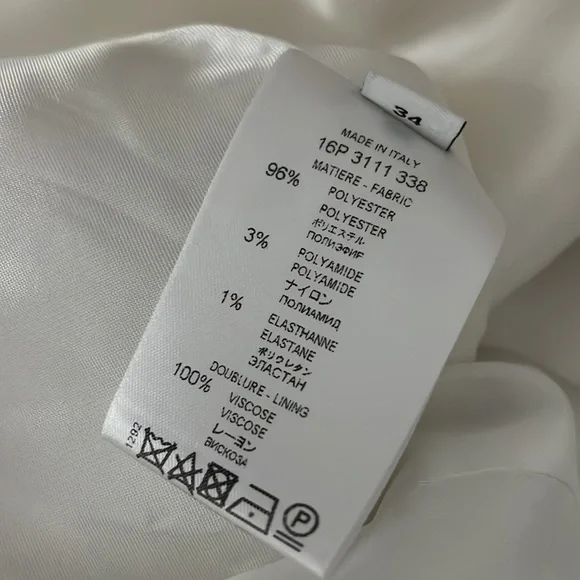 34
MADE IN ITALY
16P 3111 338
MATIERE - FABRIC
96% POLYESTER
POLYESTER
ポリエステル
ПОЛИЭФИР
3% POLYAMIDE
POLYAMIDE
ナイロン
ПОЛИАМИД
1% ELASTHANNE
ELASTANE
ポリウレタン
ЭЛАСТАН
DOUBLURE - LINING
100% VISCOSE
VISCOSE
レーヨン
ВИСКОЗА
1292
P